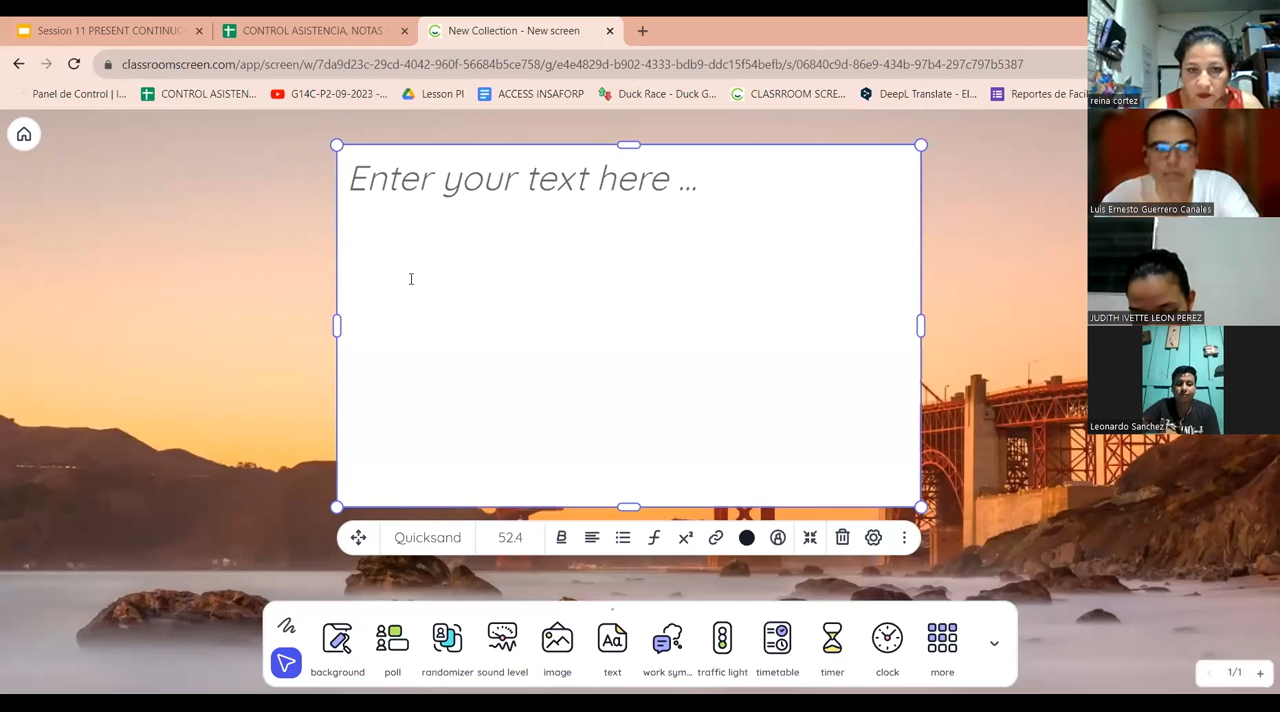 Session 11 PRESENT CONTINUC
CONTROL ASISTENCIA, NOTAS
New Collection - New screen
classroomscreen.com/app/screen/w/7da9d23c-29cd-4042-960f-56684b5ce758/g/e4e4829d-b902-4333-bdb9-ddc15f54befb/s/06840c9d-86e9-434b-97b4-297c797b5387
Panel de Control | I...
CONTROL ASISTEN...
G14C-P2-09-2023 -...
Lesson Pl
ACCESS INSAFORP
Duck Race - Duck G...
CLASRROOM SCRE...
DeepL Translate - El...
Reportes de Faci
reina cortez
Enter your text here ...
Luis Ernesto Guerrero Canales
JUDITH IVETTE LEON PEREZ
Leonardo Sanchez
Quicksand
52.4
background
poll
randomizer
sound level
image
text
work sym...
traffic light
timetable
timer
clock
more
1/1